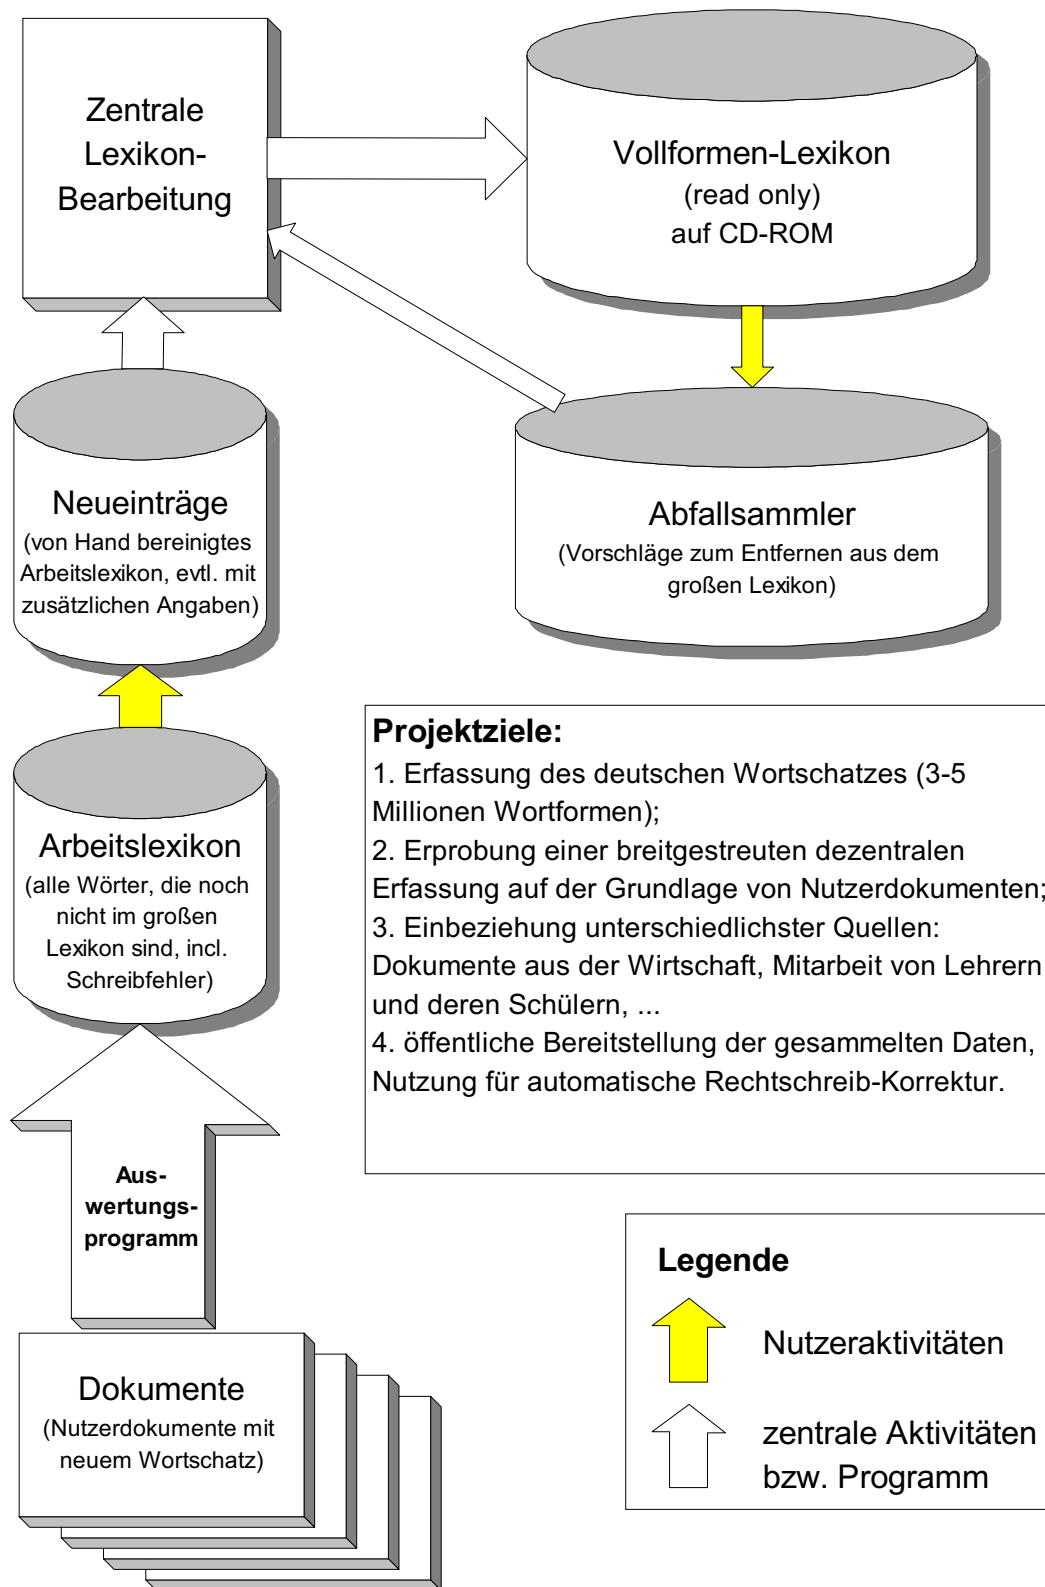 Zentrale
Lexikon-
Bearbeitung
Vollformen-Lexikon
(read only)
auf CD-ROM
Neueinträge
(von Hand bereinigtes
Arbeitslexikon, evtl. mit
zusätzlichen Angaben)
Abfallsammler
(Vorschläge zum Entfernen aus dem
großen Lexikon)
Arbeitslexikon
(alle Wörter, die noch
nicht im großen
Lexikon sind, incl.
Schreibfehler)
Projektziele:
1. Erfassung des deutschen Wortschatzes (3-5
Millionen Wortformen);
2. Erprobung einer breitgestreuten dezentralen
Erfassung auf der Grundlage von Nutzerdokumenten;
3. Einbeziehung unterschiedlichster Quellen:
Dokumente aus der Wirtschaft, Mitarbeit von Lehrern
und deren Schülern, ...
4. öffentliche Bereitstellung der gesammelten Daten,
Nutzung für automatische Rechtschreib-Korrektur.
Aus-
wertungs-
programm
Dokumente
(Nutzerdokumente mit
neuem Wortschatz)
Legende
Nutzeraktivitäten
zentrale Aktivitäten
bzw. Programm